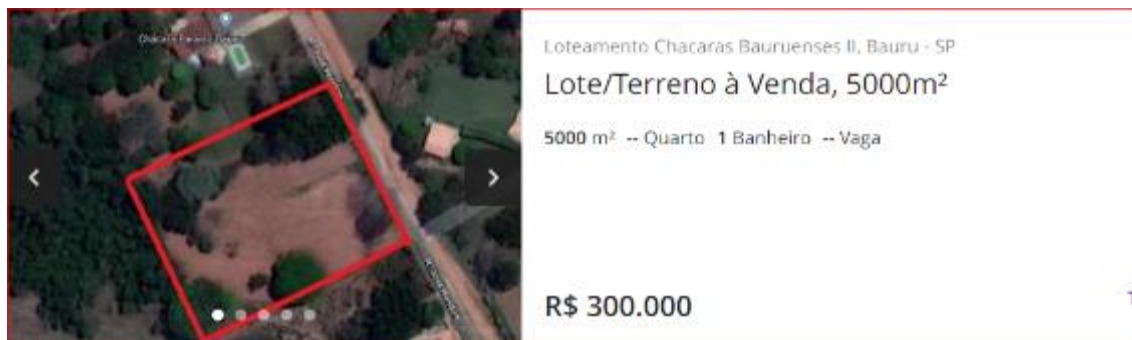 Loteamento Chacaras Bauruenses II, Bauru - SP
Lote/Terreno à Venda, 5000m²
5000 m² -- Quarto 1 Banheiro -- Vaga
R$ 300.000